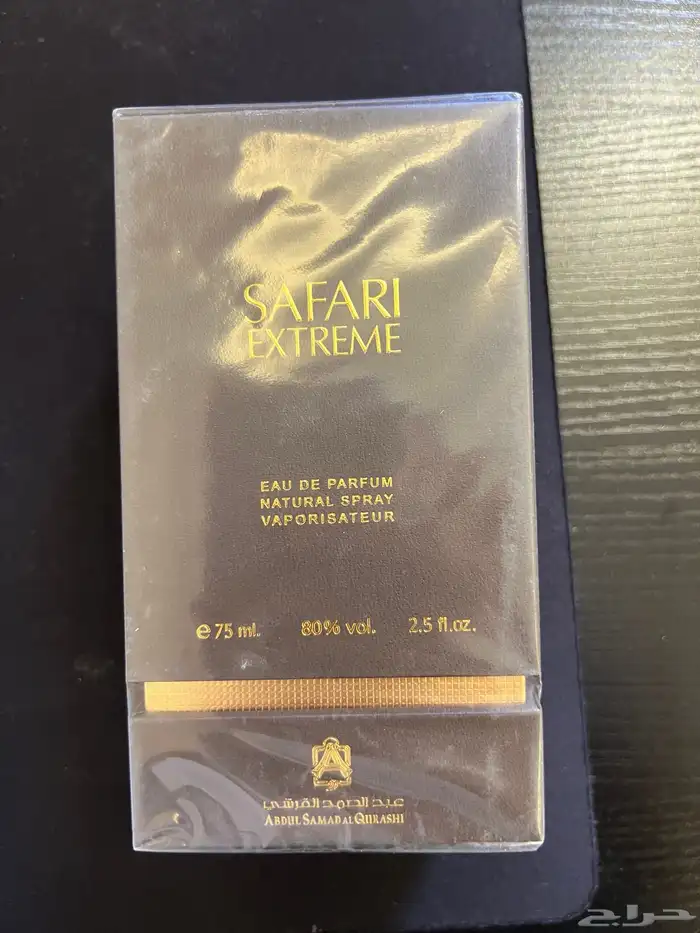 SAFARI
EXTREME
EAU DE PARFUM
NATURAL SPRAY
VAPORISATEUR
e 75 ml. 80% vol. 2.5 fl.oz.
عبد الصمد القرشي
ABDUL SAMAD AL QURASHI
حراج